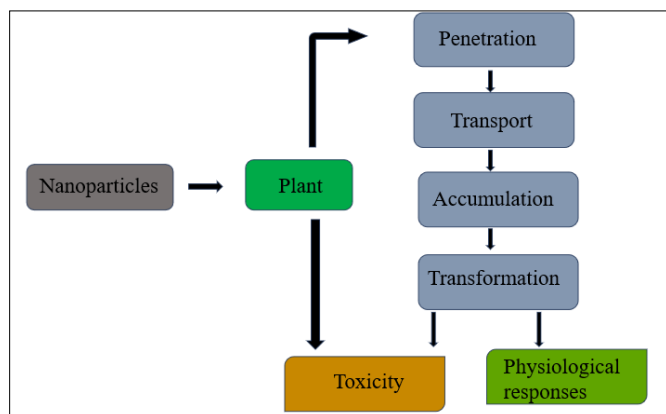 Penetration
Transport
Nanoparticles
Plant
Accumulation
Transformation
Toxicity
Physiological
responses